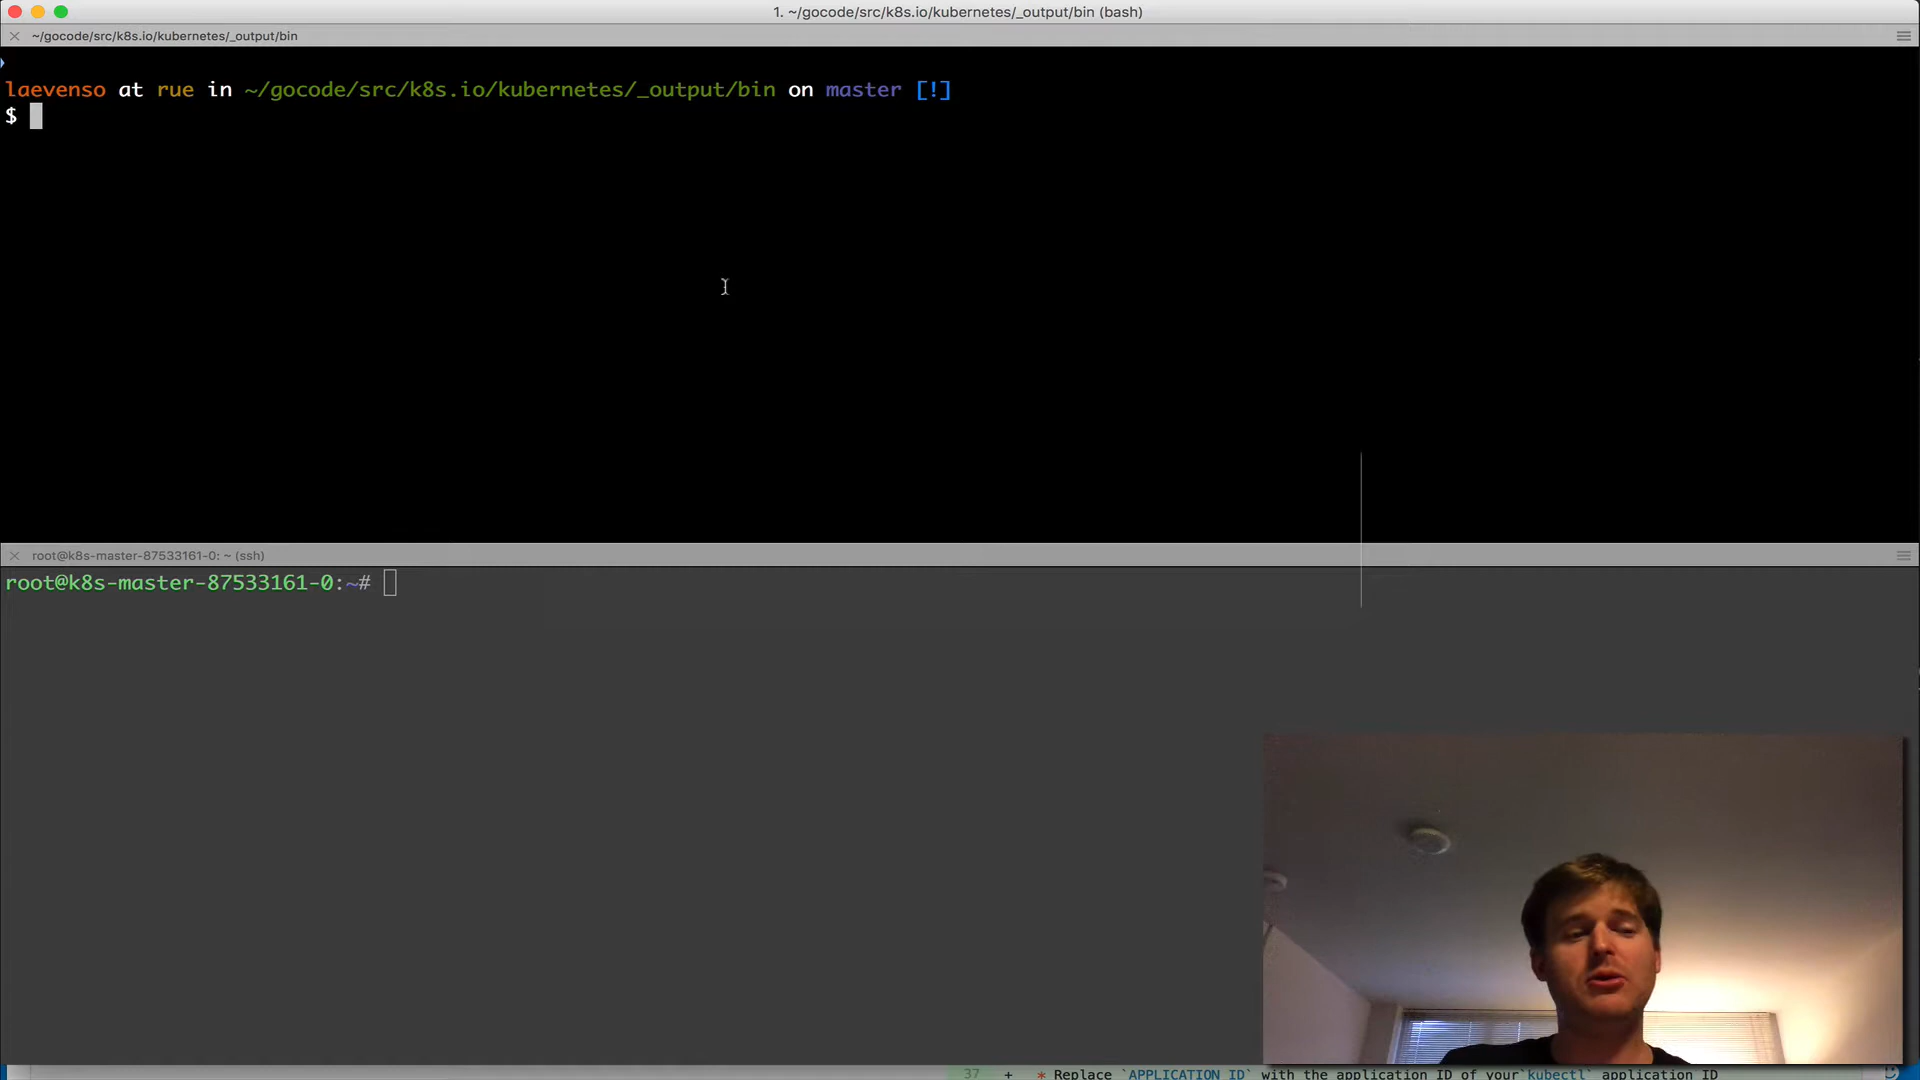 1. ~/gocode/src/k8s.io/kubernetes/_output/bin (bash)
~/gocode/src/k8s.io/kubernetes/_output/bin
laevenso at rue in ~/gocode/src/k8s.io/kubernetes/_output/bin on master [!]
$
root@k8s-master-87533161-0: ~ (ssh)
root@k8s-master-87533161-0:~#
37 + * Replace `APPLICATION_ID` with the application ID of your`kubectl` application ID